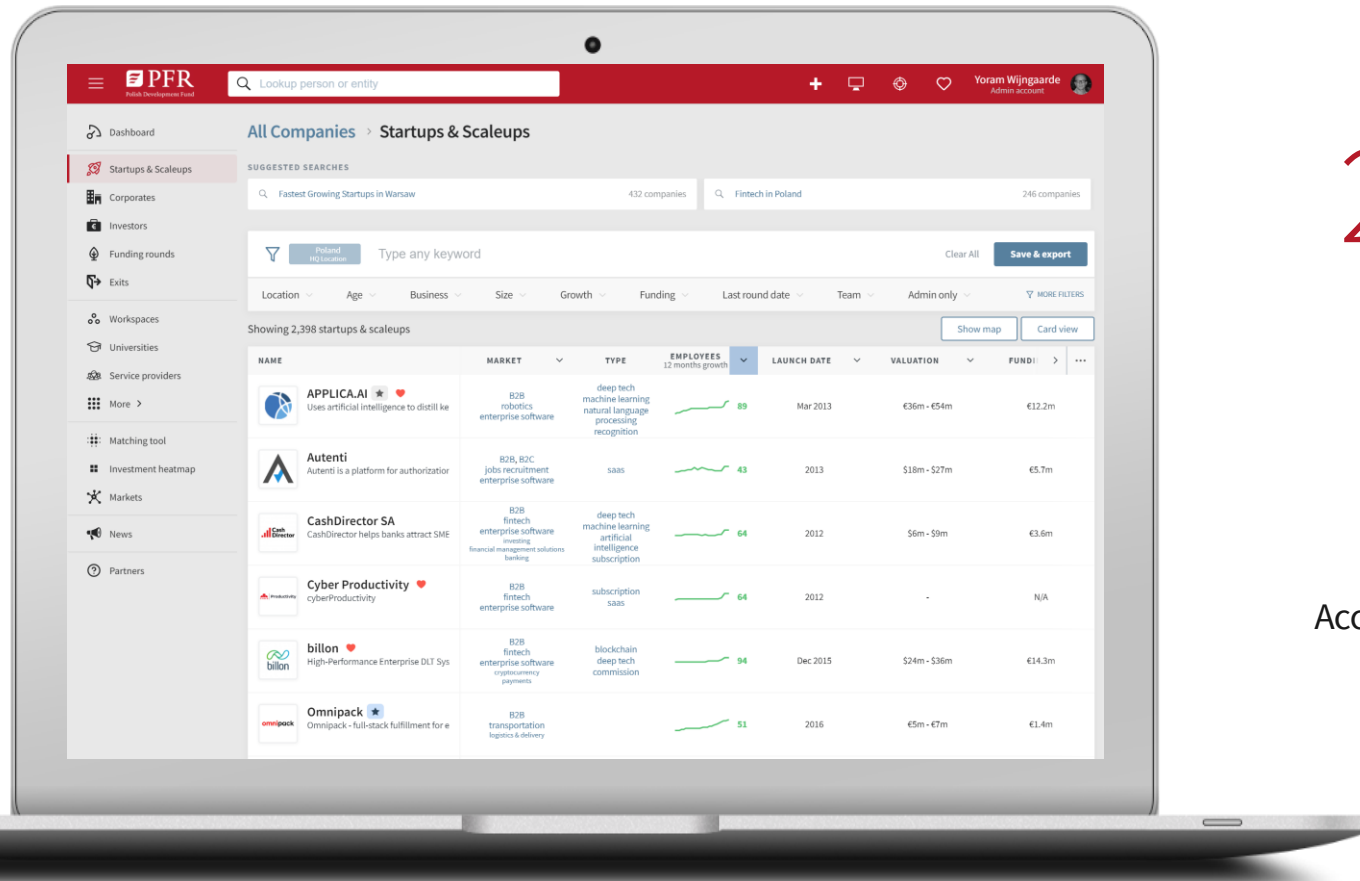 PFR
Polish Development Fund
Lookup person or entity
Yoram Wijngaarde
Admin account
Dashboard
Startups & Scaleups
Corporates
Investors
Funding rounds
Exits
Workspaces
Universities
Service providers
More >
Matching tool
Investment heatmap
Markets
News
Partners
All Companies > Startups & Scaleups
SUGGESTED SEARCHES
Fastest Growing Startups in Warsaw 432 companies
Fintech in Poland 246 companies
Poland
HQ Location
Type any keyword
Clear All
Save & export
Location Age Business Size Growth Funding Last round date Team Admin only MORE FILTERS
Showing 2,398 startups & scaleups
Show map
Card view
NAME MARKET TYPE EMPLOYEES LAUNCH DATE VALUATION FUNDI
12 months growth
APPLICA.AI
Uses artificial intelligence to distill ke
B2B
robotics
enterprise software
deep tech
machine learning
natural language
processing
recognition
89 Mar 2013 €36m - €54m €12.2m
Autenti
Autenti is a platform for authorizatior
B2B, B2C
jobs recruitment
enterprise software
saas
43 2013 $18m - $27m €5.7m
Cash
Director
CashDirector SA
CashDirector helps banks attract SME
B2B
fintech
enterprise software
investing
financial management solutions
banking
deep tech
machine learning
artificial
intelligence
subscription
64 2012 $6m - $9m €3.6m
Productivity
Cyber Productivity
cyberProductivity
B2B
fintech
enterprise software
subscription
saas
64 2012 - N/A
billon
billon
High-Performance Enterprise DLT Sys
B2B
fintech
enterprise software
cryptocurrency
payments
blockchain
deep tech
commission
94 Dec 2015 $24m - $36m €14.3m
omnipack
Omnipack
Omnipack - full-stack fulfillment for e
B2B
transportation
logistics & delivery
51 2016 €5m - €7m €1.4m
2
Acc